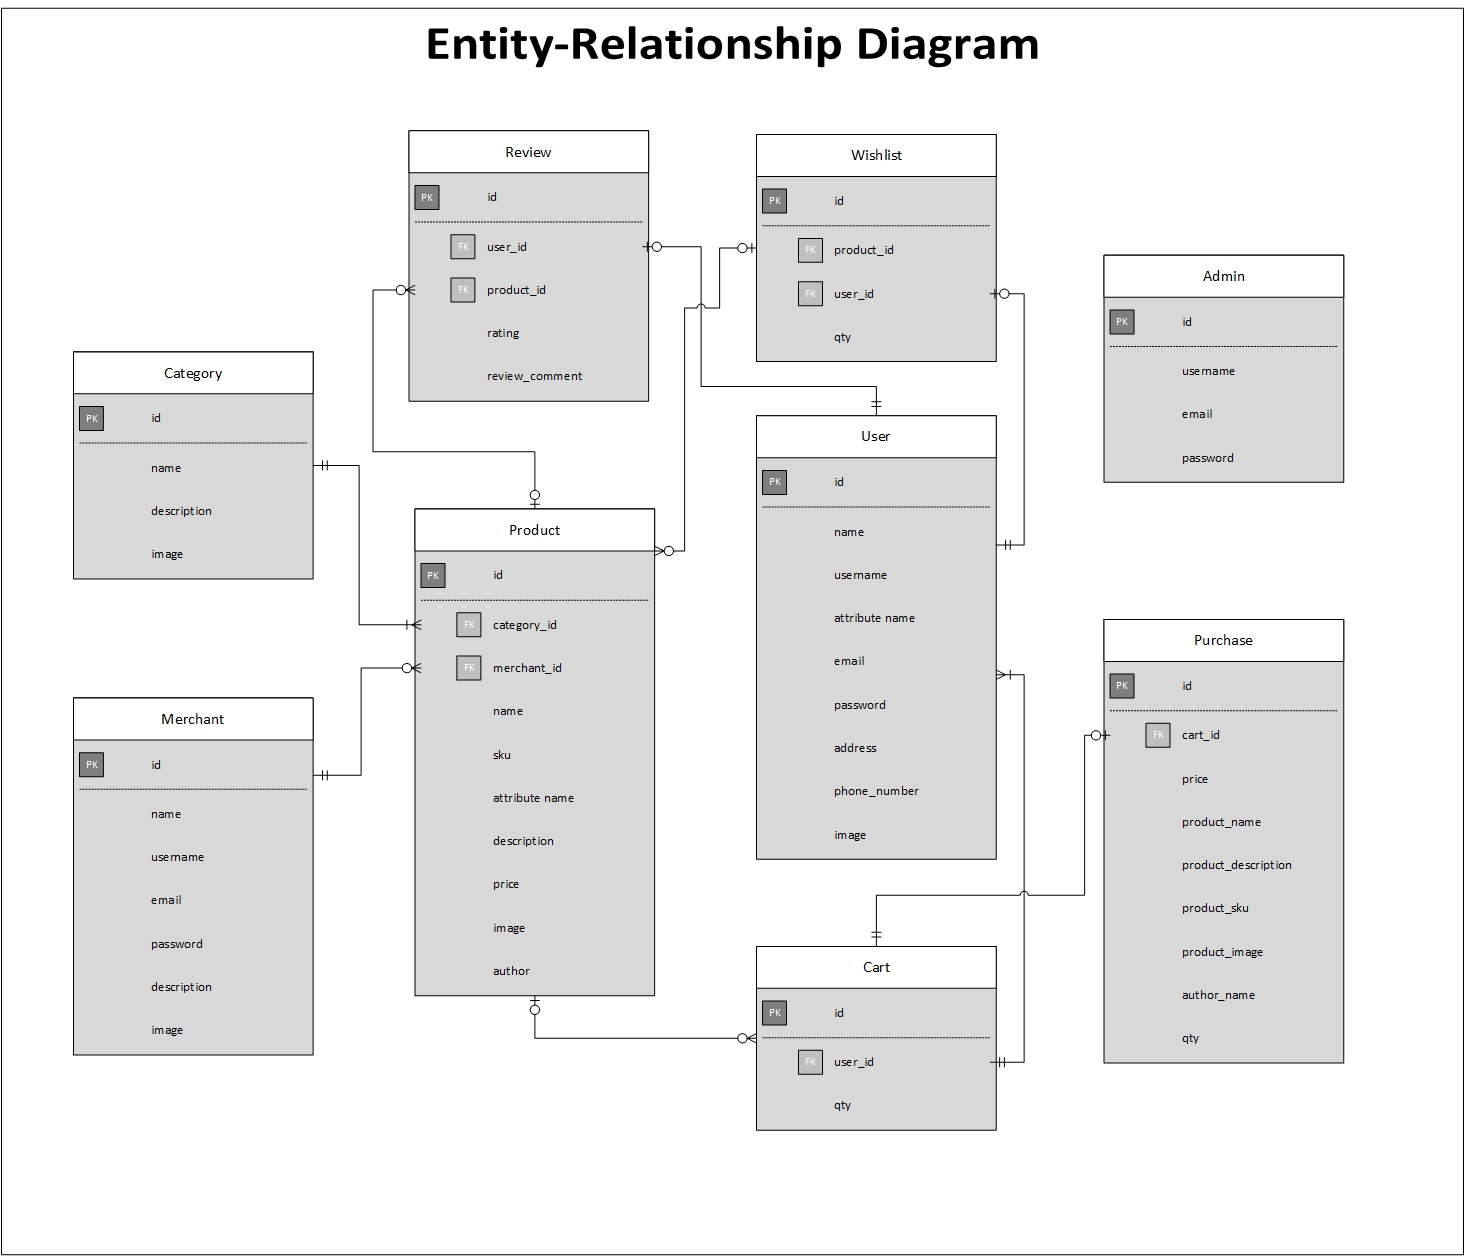 Entity-Relationship Diagram
Review
PK id
FK user_id
FK product_id
rating
review_comment
Wishlist
PK id
FK product_id
FK user_id
qty
Admin
PK id
username
email
password
Category
PK id
name
description
image
User
PK id
name
username
attribute name
email
password
address
phone_number
image
Product
PK id
FK category_id
FK merchant_id
name
sku
attribute name
description
price
image
author
Purchase
PK id
FK cart_id
price
product_name
product_description
product_sku
product_image
author_name
qty
Merchant
PK id
name
username
email
password
description
image
Cart
PK id
FK user_id
qty